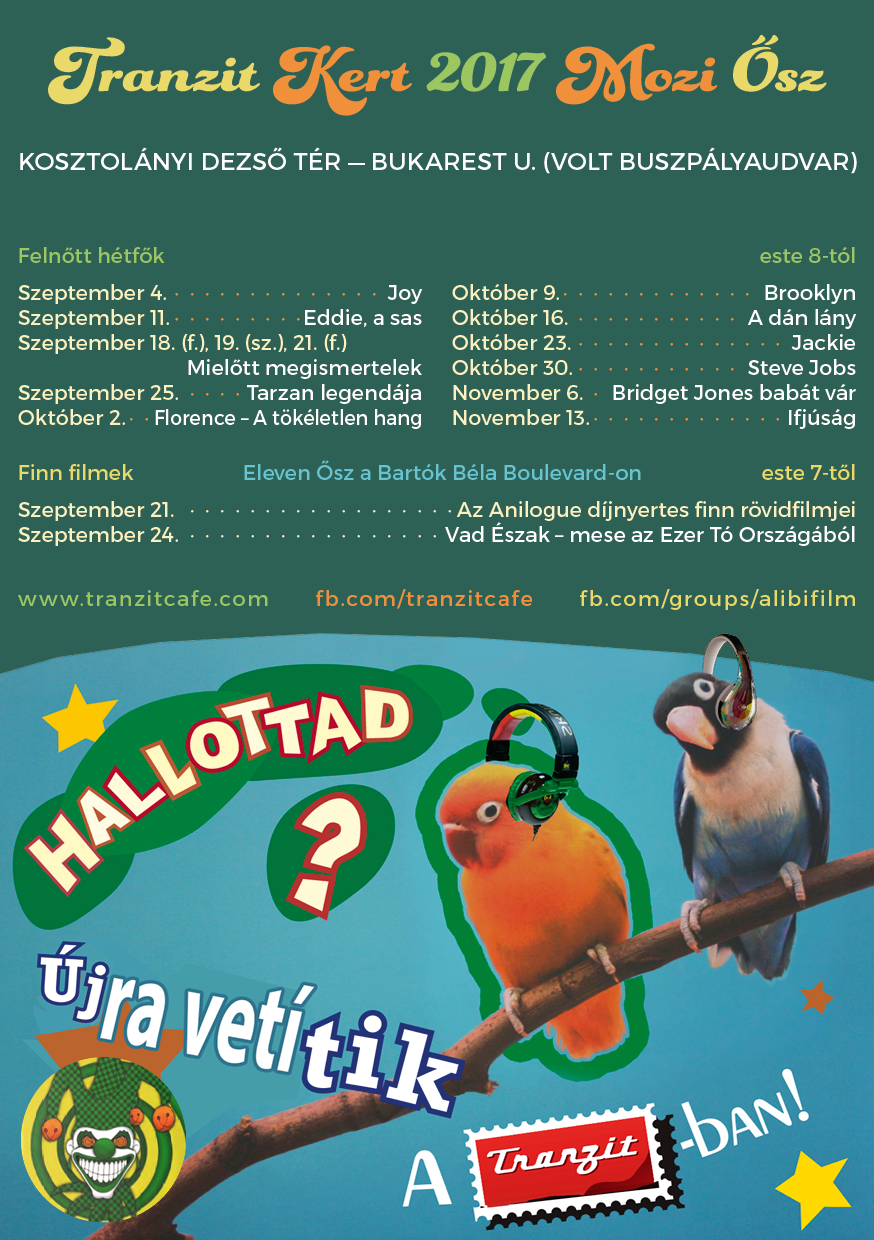 Tranzit Kert 2017 Mozi Ősz
KOSZTOLÁNYI DEZSŐ TÉR — BUKAREST U. (VOLT BUSZPÁLYAUDVAR)
Felnőtt hétfők este 8-tól
Szeptember 4. Joy
Szeptember 11. Eddie, a sas
Szeptember 18. (f.), 19. (sz.), 21. (f.)
Mielőtt megismertelek
Szeptember 25. Tarzan legendája
Október 2. Florence – A tökéletlen hang
Október 9. Brooklyn
Október 16. A dán lány
Október 23. Jackie
Október 30. Steve Jobs
November 6. Bridget Jones babát vár
November 13. Ifjúság
Finn filmek Eleven Ősz a Bartók Béla Boulevard-on este 7-től
Szeptember 21. Az Anilogue díjnyertes finn rövidfilmjei
Szeptember 24. Vad Észak – mese az Ezer Tó Országából
www.tranzitcafe.com fb.com/tranzitcafe fb.com/groups/alibifilm
HALLOTTAD
?
Újra vetítik
A Tranzit -BAN!